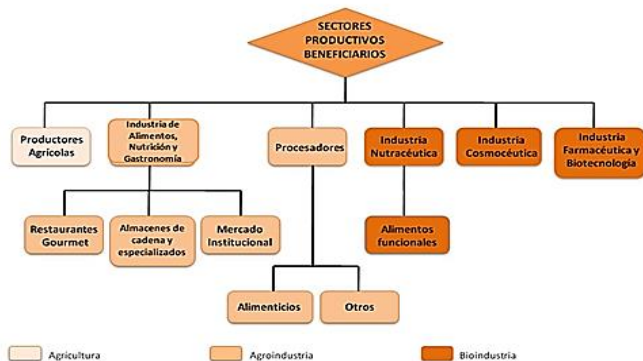 SECTORES
PRODUCTIVOS
BENEFICIARIOS
Productores
Agrícolas
Industria de
Alimentos,
Nutrición y
Gastronomía
Procesadores
Industria
Nutracéutica
Industria
Cosmocéutica
Industria
Farmacéutica y
Biotecnologia
Restaurantes
Gourmet
Almacenes de
cadena y
especializados
Mercado
Institucional
Alimentos
funcionales
Alimenticios
Otros
Agricultura
Agroindustria
Bioindustria